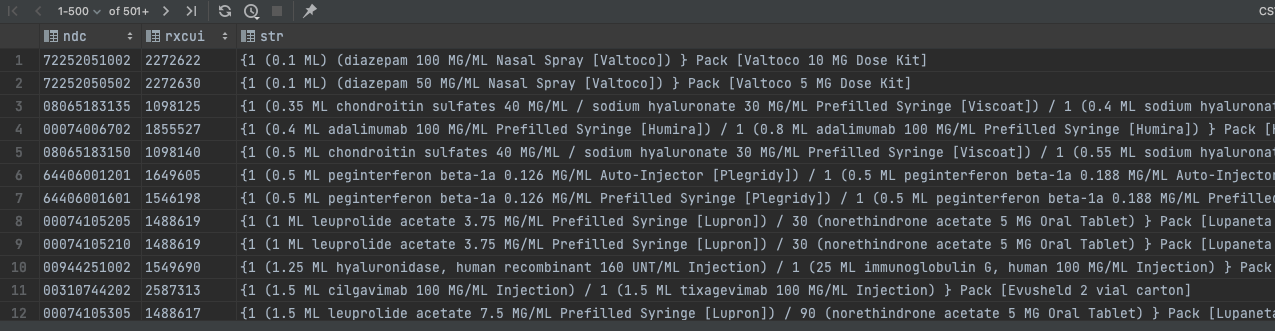 1-500 of 501+ CS
ndc rxcui str
1 72252051002 2272622 {1 (0.1 ML) (diazepam 100 MG/ML Nasal Spray [Valtoco]) } Pack [Valtoco 10 MG Dose Kit]
2 72252050502 2272630 {1 (0.1 ML) (diazepam 50 MG/ML Nasal Spray [Valtoco]) } Pack [Valtoco 5 MG Dose Kit]
3 08065183135 1098125 {1 (0.35 ML chondroitin sulfates 40 MG/ML / sodium hyaluronate 30 MG/ML Prefilled Syringe [Viscoat]) / 1 (0.4 ML sodium hyaluronat
4 00074006702 1855527 {1 (0.4 ML adalimumab 100 MG/ML Prefilled Syringe [Humira]) / 1 (0.8 ML adalimumab 100 MG/ML Prefilled Syringe [Humira]) } Pack [H
5 08065183150 1098140 {1 (0.5 ML chondroitin sulfates 40 MG/ML / sodium hyaluronate 30 MG/ML Prefilled Syringe [Viscoat]) / 1 (0.55 ML sodium hyaluronat
6 64406001201 1649605 {1 (0.5 ML peginterferon beta-1a 0.126 MG/ML Auto-Injector [Plegridy]) / 1 (0.5 ML peginterferon beta-1a 0.188 MG/ML Auto-Injector
7 64406001601 1546198 {1 (0.5 ML peginterferon beta-1a 0.126 MG/ML Prefilled Syringe [Plegridy]) / 1 (0.5 ML peginterferon beta-1a 0.188 MG/ML Prefilled
8 00074105205 1488619 {1 (1 ML leuprolide acetate 3.75 MG/ML Prefilled Syringe [Lupron]) / 30 (norethindrone acetate 5 MG Oral Tablet) } Pack [Lupaneta
9 00074105210 1488619 {1 (1 ML leuprolide acetate 3.75 MG/ML Prefilled Syringe [Lupron]) / 30 (norethindrone acetate 5 MG Oral Tablet) } Pack [Lupaneta
10 00944251002 1549690 {1 (1.25 ML hyaluronidase, human recombinant 160 UNT/ML Injection) / 1 (25 ML immunoglobulin G, human 100 MG/ML Injection) } Pack
11 00310744202 2587313 {1 (1.5 ML cilgavimab 100 MG/ML Injection) / 1 (1.5 ML tixagevimab 100 MG/ML Injection) } Pack [Evusheld 2 vial carton]
12 00074105305 1488617 {1 (1.5 ML leuprolide acetate 7.5 MG/ML Prefilled Syringe [Lupron]) / 90 (norethindrone acetate 5 MG Oral Tablet) } Pack [Lupaneta